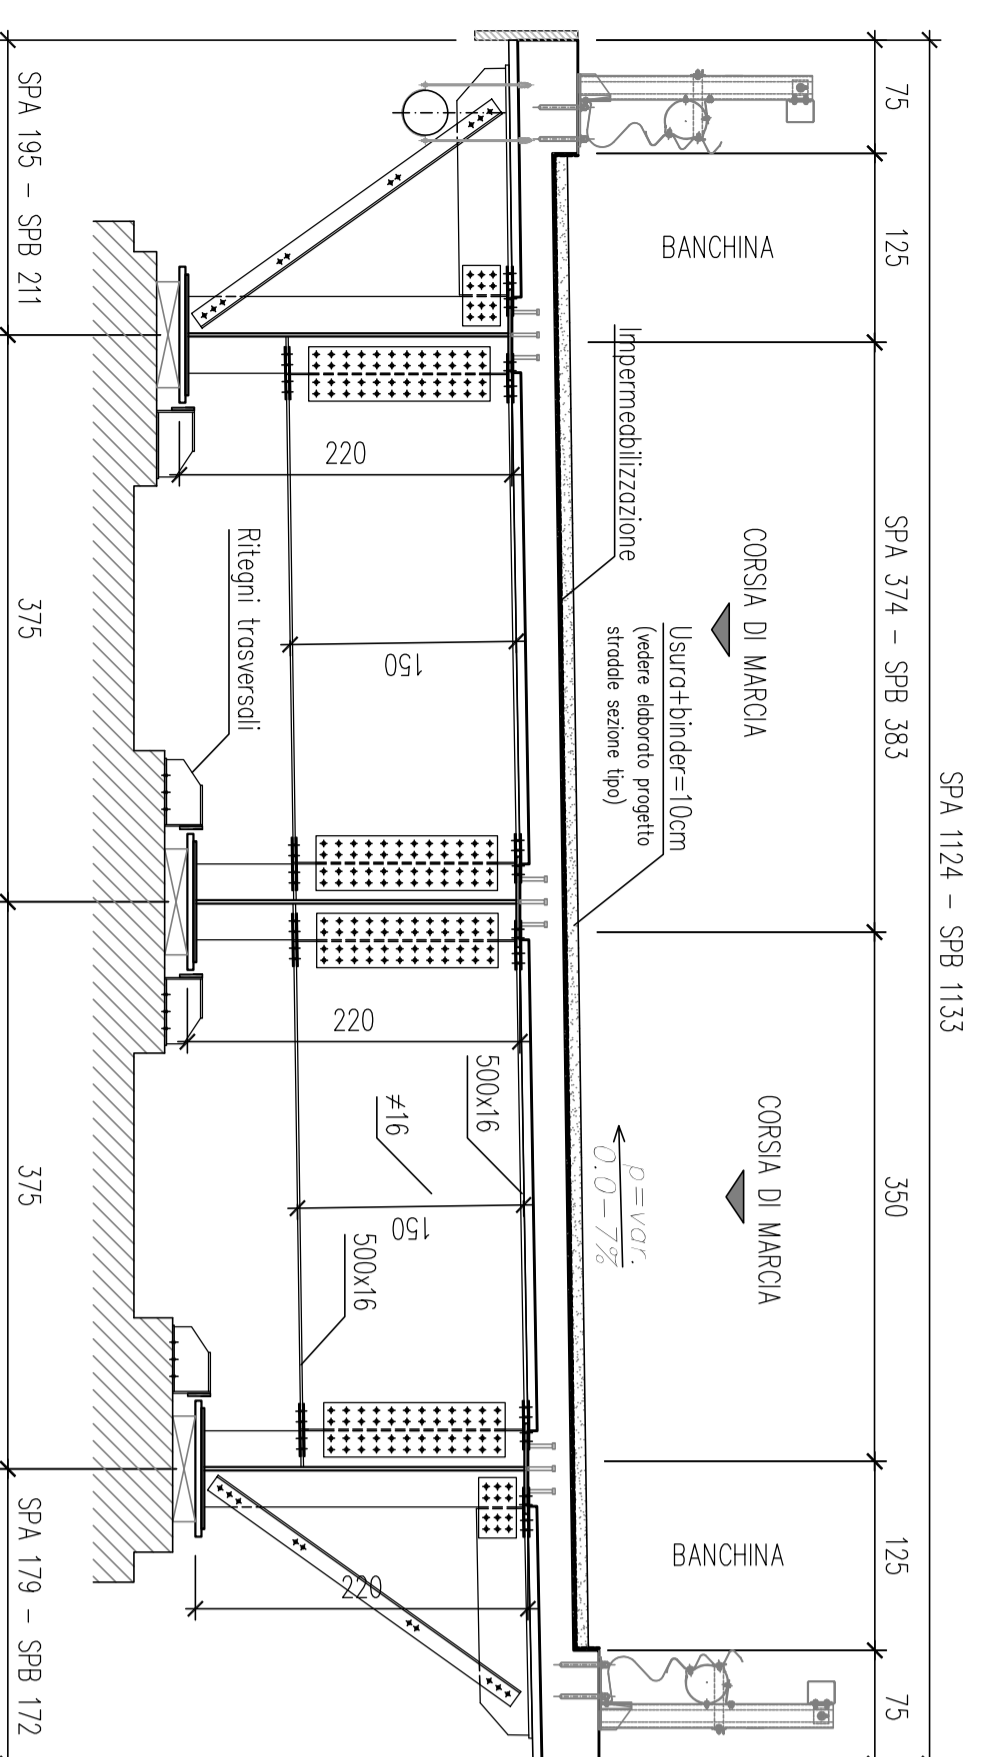 SPA 1124 - SPB 1133
75
125
SPA 374 - SPB 383
350
125
75
BANCHINA
CORSIA DI MARCIA
CORSIA DI MARCIA
BANCHINA
Impermeabilizzazione
Usura+binder=10cm
(vedere elaborato progetto
stradale sezione tipo)
p=var.
0.0-7%
220
150
220
150
220
500x16
≠16
500x16
Ritegni trasversali
SPA 195 - SPB 211
375
375
SPA 179 - SPB 172